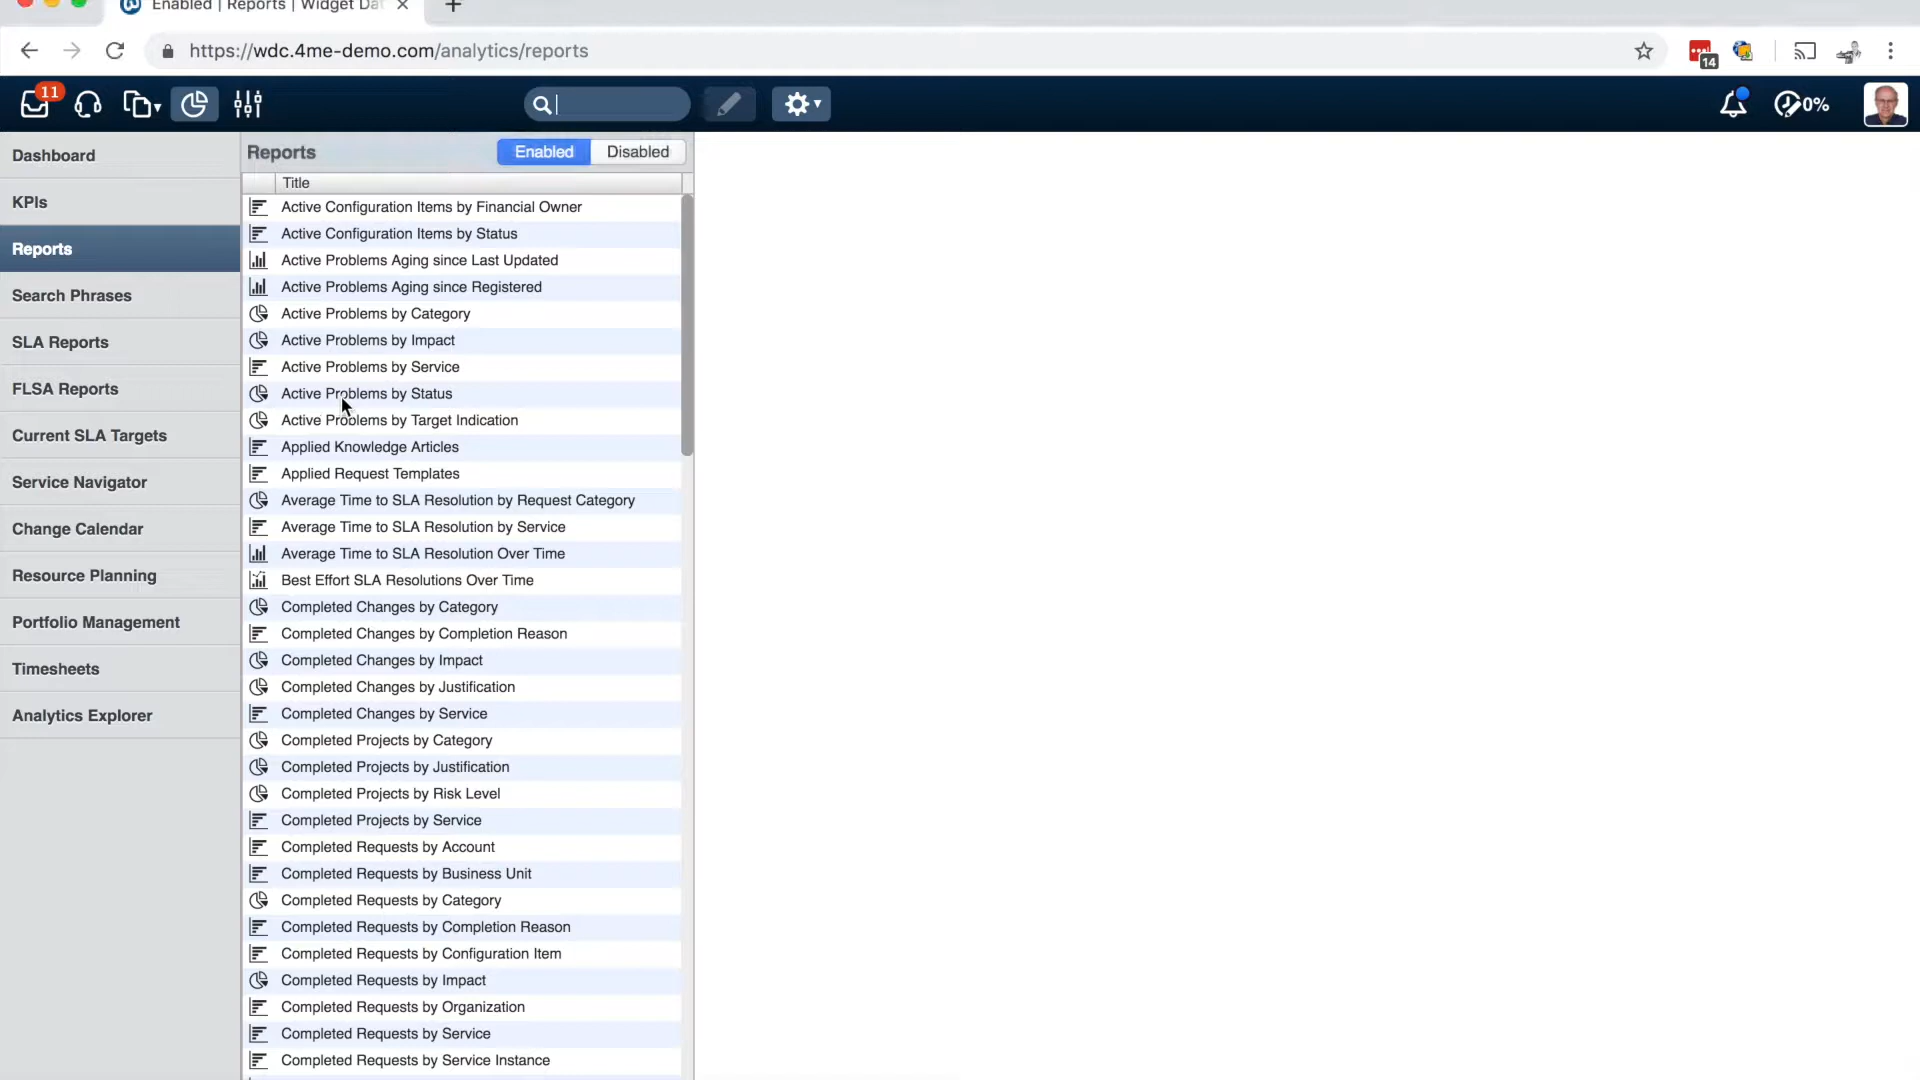 Enabled | Reports | Widget Dat
https://wdc.4me-demo.com/analytics/reports
14
11
0%
Dashboard
KPIs
Reports
Search Phrases
SLA Reports
FLSA Reports
Current SLA Targets
Service Navigator
Change Calendar
Resource Planning
Portfolio Management
Timesheets
Analytics Explorer
Reports
Enabled
Disabled
Title
Active Configuration Items by Financial Owner
Active Configuration Items by Status
Active Problems Aging since Last Updated
Active Problems Aging since Registered
Active Problems by Category
Active Problems by Impact
Active Problems by Service
Active Problems by Status
Active Problems by Target Indication
Applied Knowledge Articles
Applied Request Templates
Average Time to SLA Resolution by Request Category
Average Time to SLA Resolution by Service
Average Time to SLA Resolution Over Time
Best Effort SLA Resolutions Over Time
Completed Changes by Category
Completed Changes by Completion Reason
Completed Changes by Impact
Completed Changes by Justification
Completed Changes by Service
Completed Projects by Category
Completed Projects by Justification
Completed Projects by Risk Level
Completed Projects by Service
Completed Requests by Account
Completed Requests by Business Unit
Completed Requests by Category
Completed Requests by Completion Reason
Completed Requests by Configuration Item
Completed Requests by Impact
Completed Requests by Organization
Completed Requests by Service
Completed Requests by Service Instance